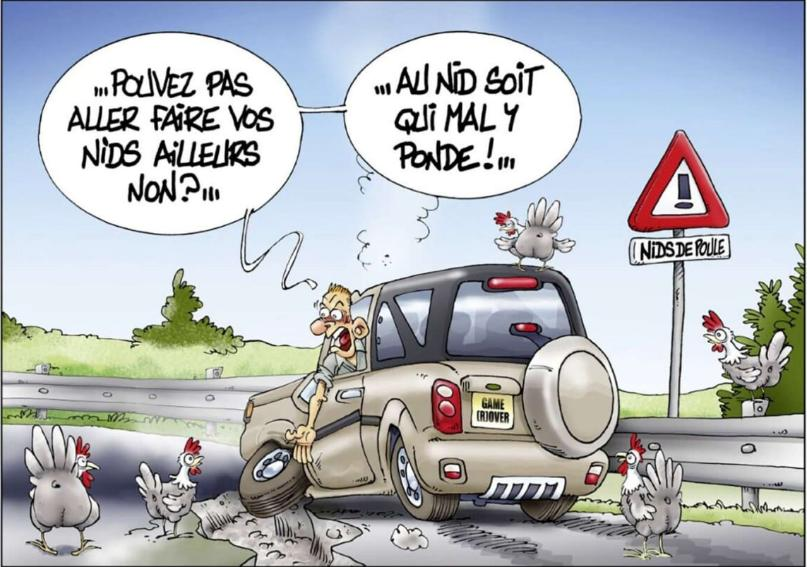 ...POUVEZ PAS
ALLER FAIRE VOS
NIDS AILLEURS
NON?...
...AU NID SOIT
QUI MAL Y
PONDE!...
!
NIDS DE POULE
GAME
(R)OVER